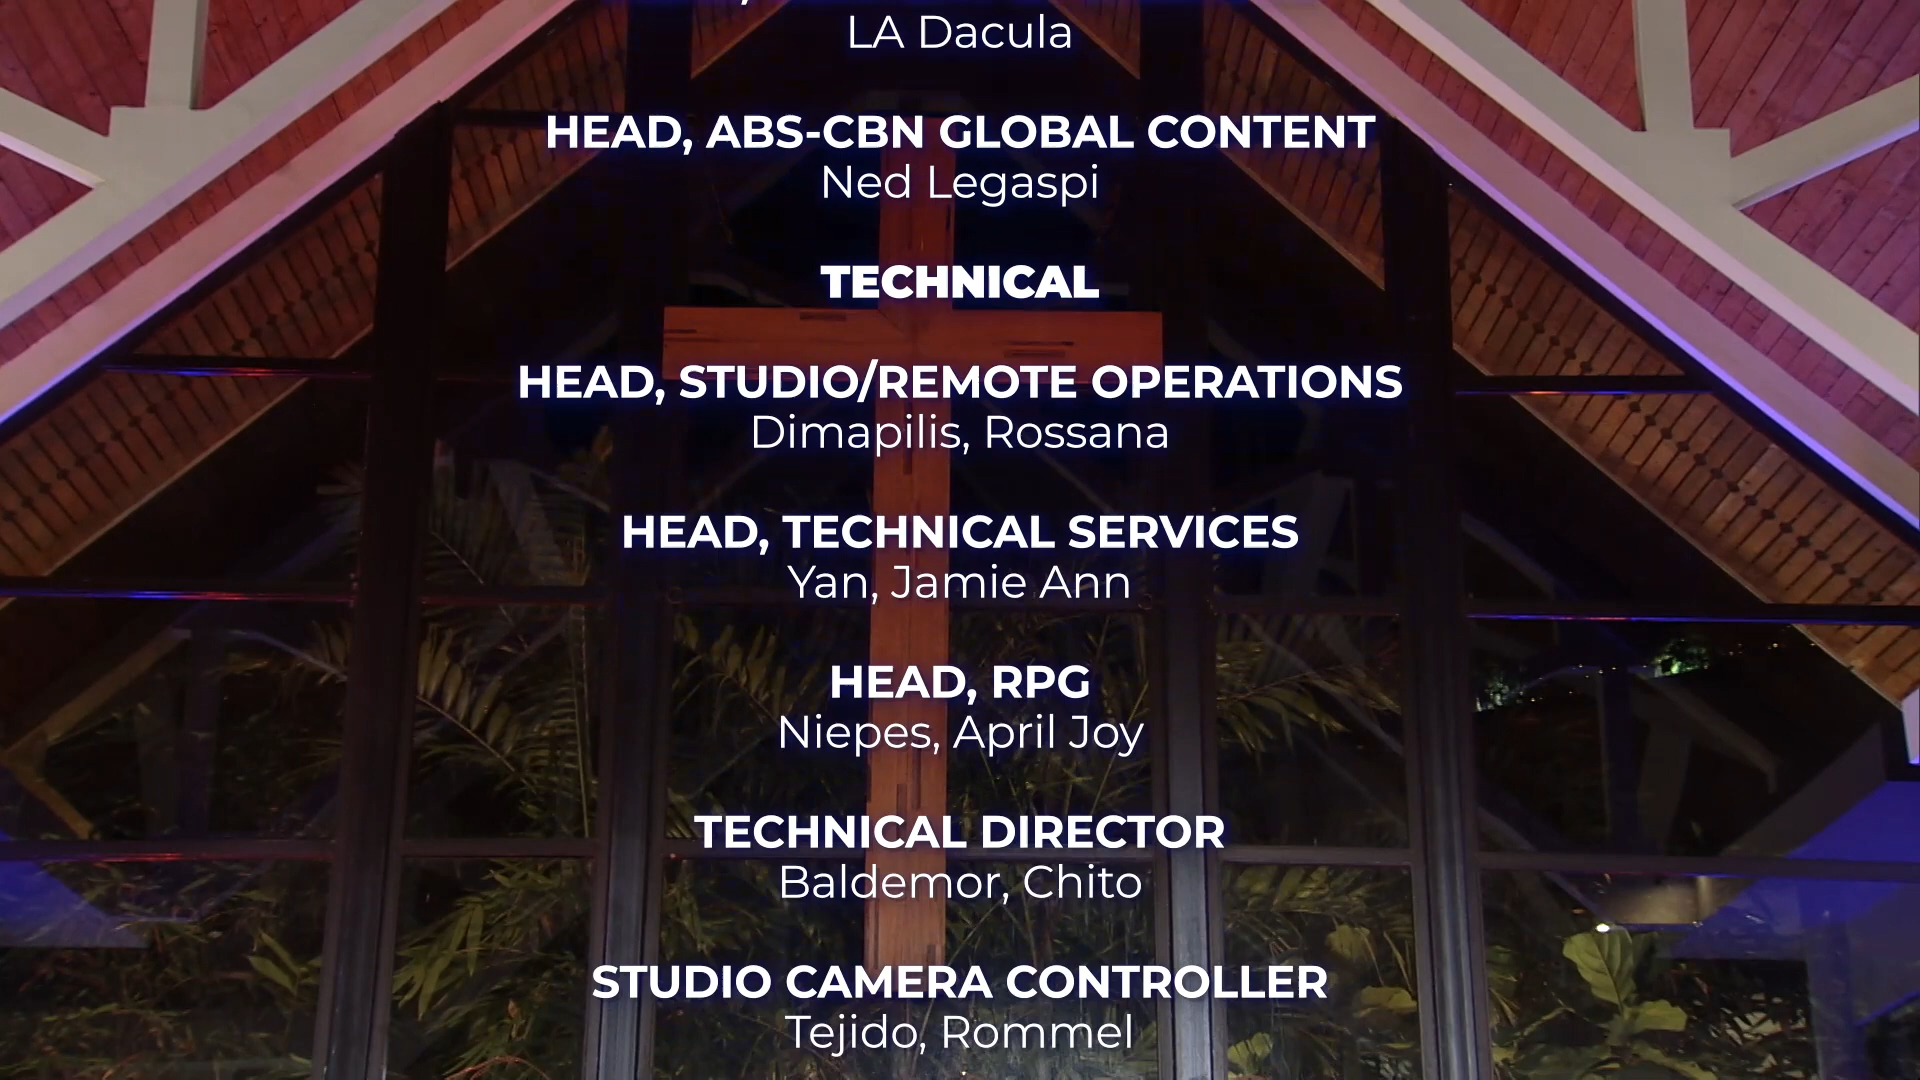 LA Dacula
HEAD, ABS-CBN GLOBAL CONTENT
Ned Legaspi
TECHNICAL
HEAD, STUDIO/REMOTE OPERATIONS
Dimapilis, Rossana
HEAD, TECHNICAL SERVICES
Yan, Jamie Ann
HEAD, RPG
Niepes, April Joy
TECHNICAL DIRECTOR
Baldemor, Chito
STUDIO CAMERA CONTROLLER
Tejido, Rommel